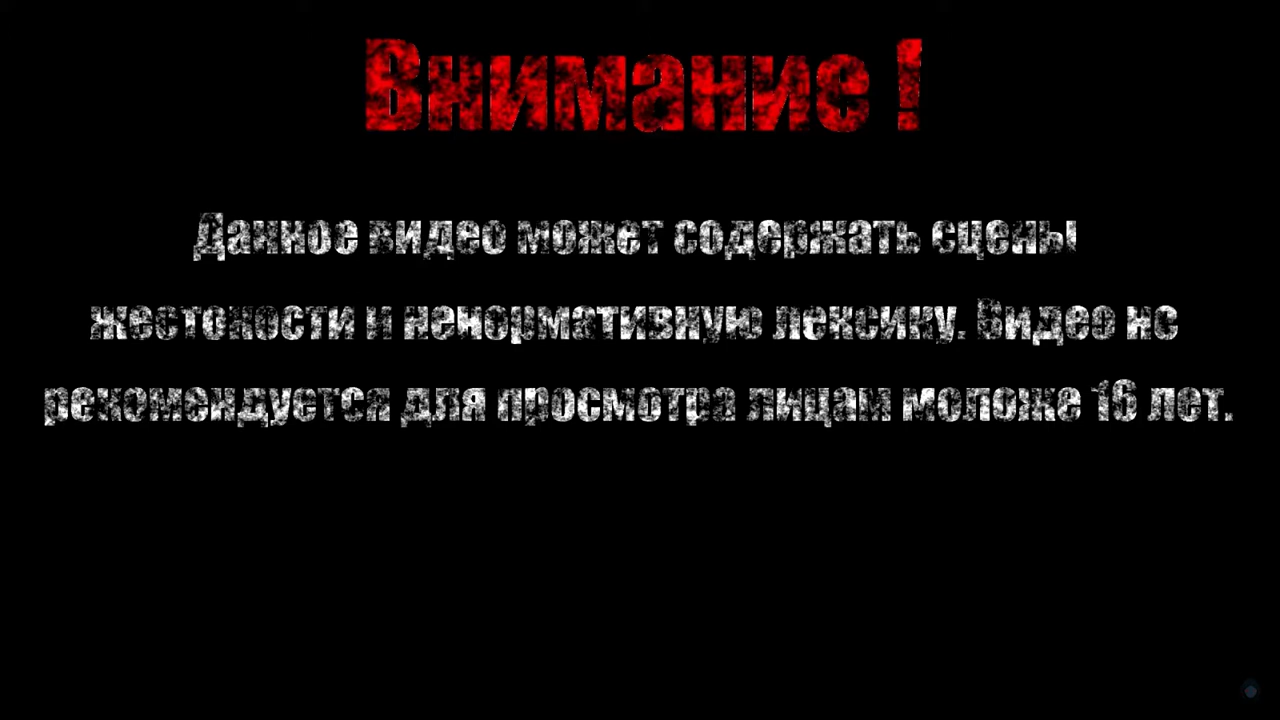 Внимание !
Данное видео может содержать сцены
жестокости и ненормативную лексику. Видео не
рекомендуется для просмотра лицам моложе 16 лет.